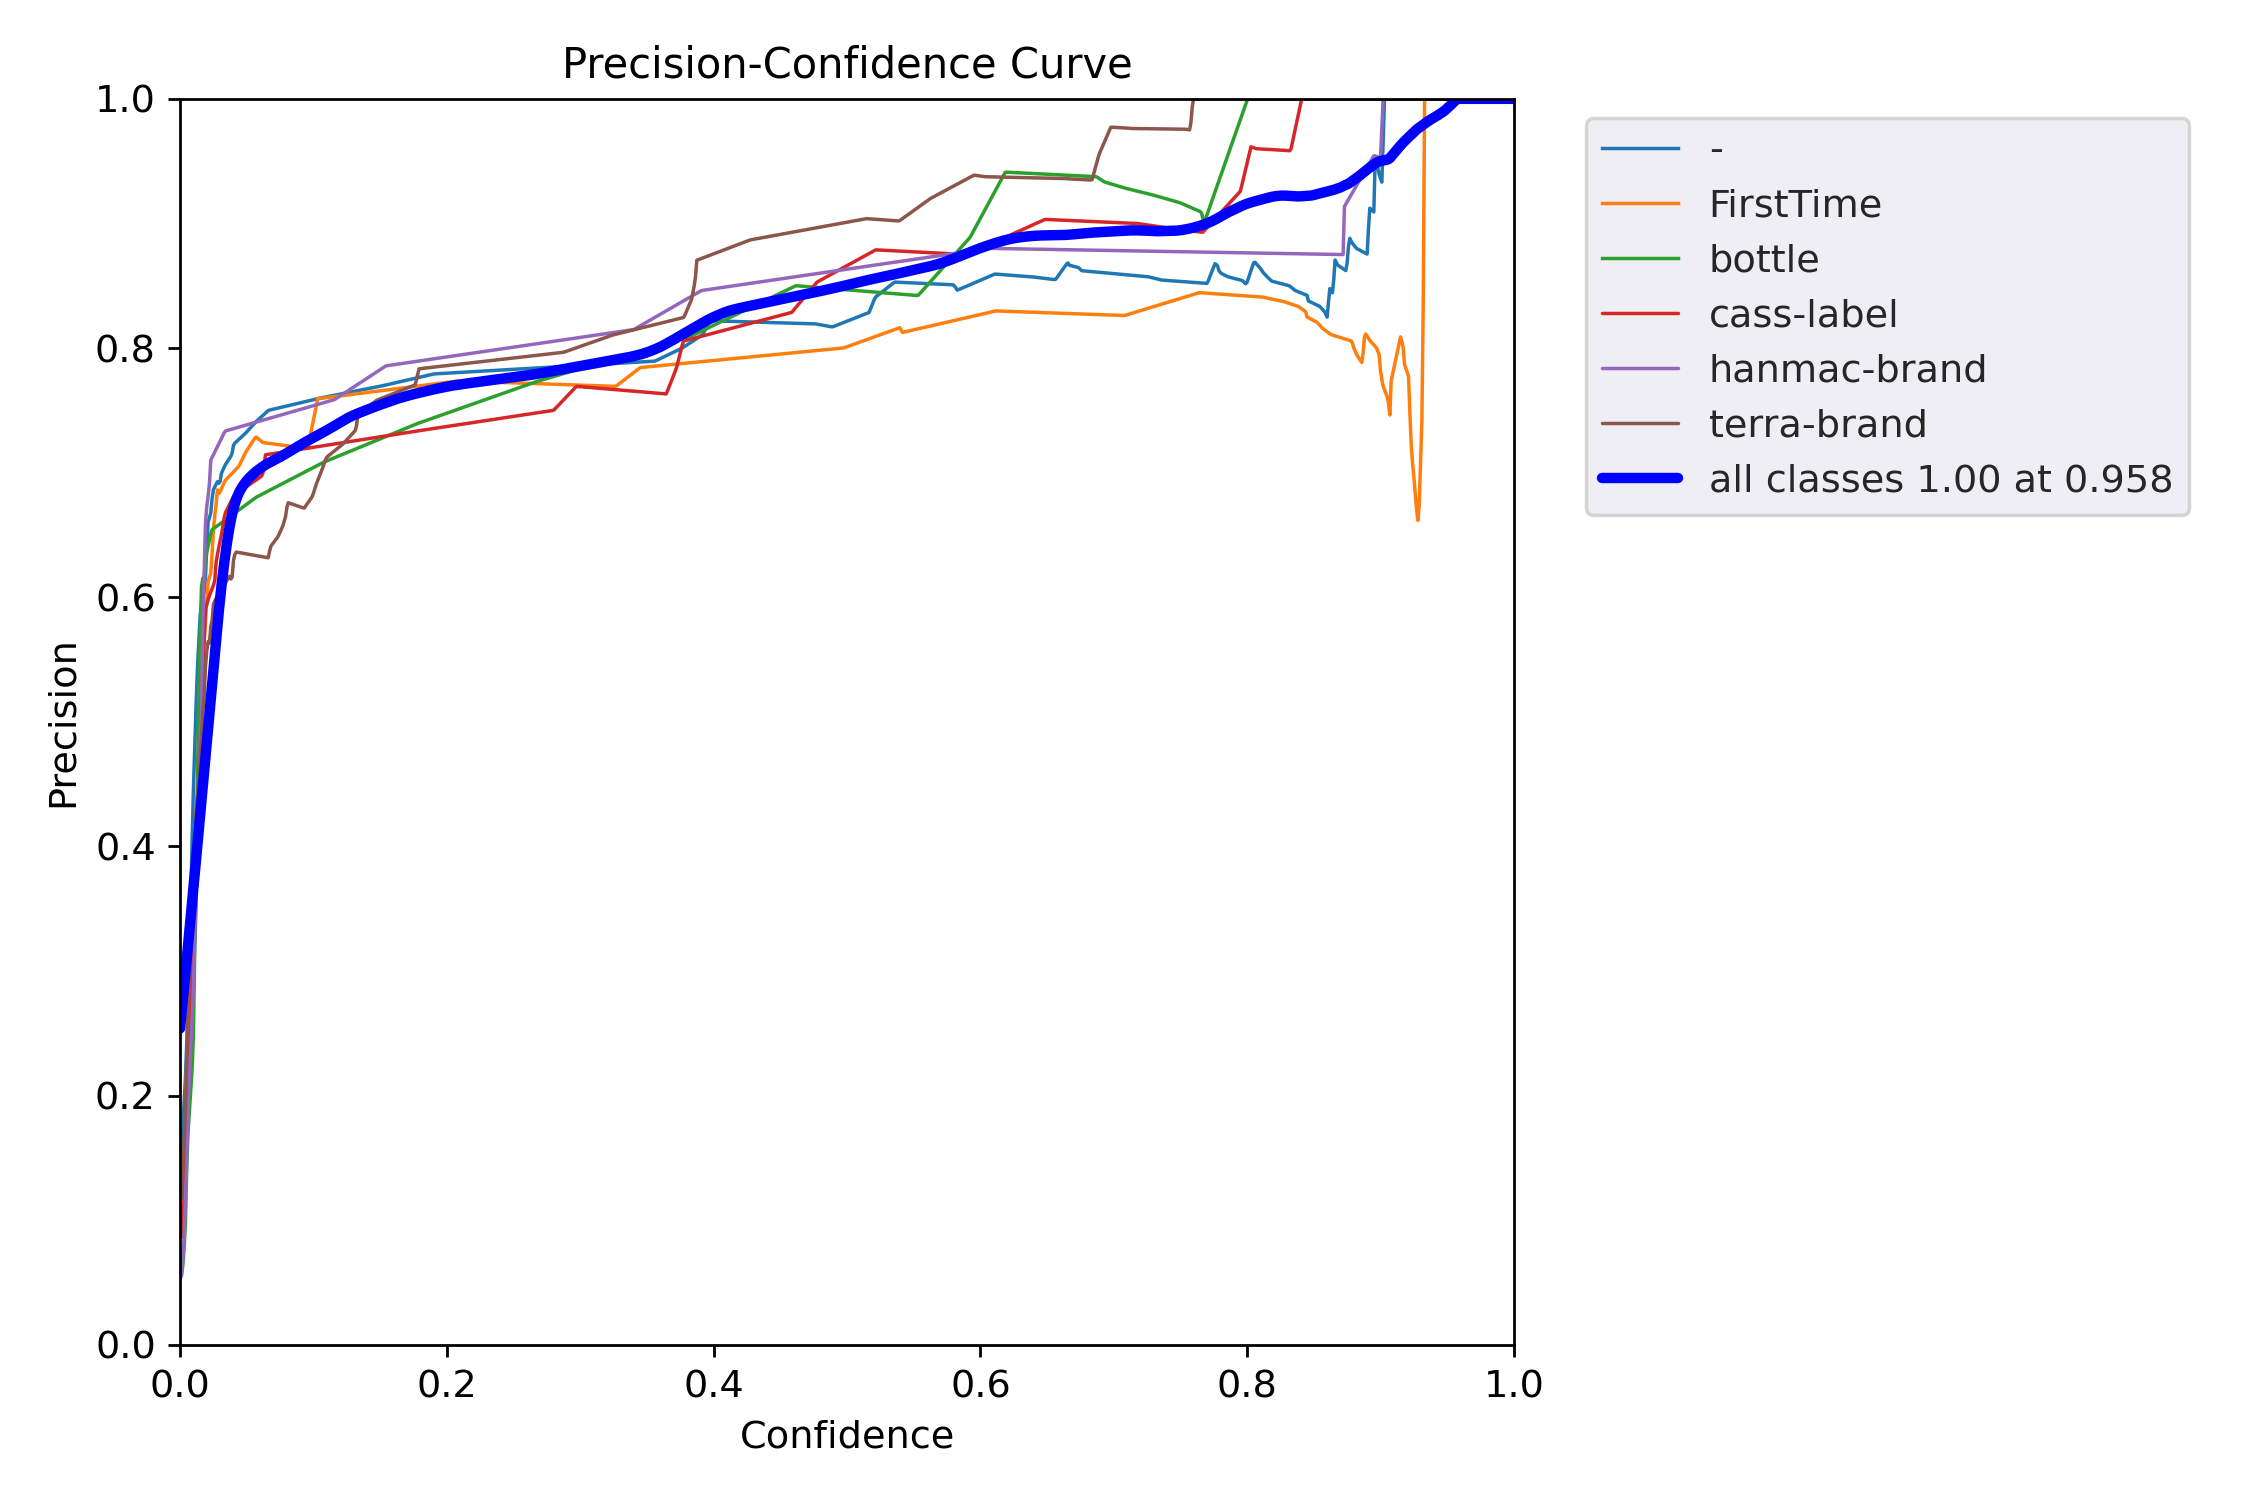 Precision-Confidence Curve
1.0
0.8
0.6
0.4
0.2
0.0
Precision
0.0 0.2 0.4 0.6 0.8 1.0
Confidence
-
FirstTime
bottle
cass-label
hanmac-brand
terra-brand
all classes 1.00 at 0.958